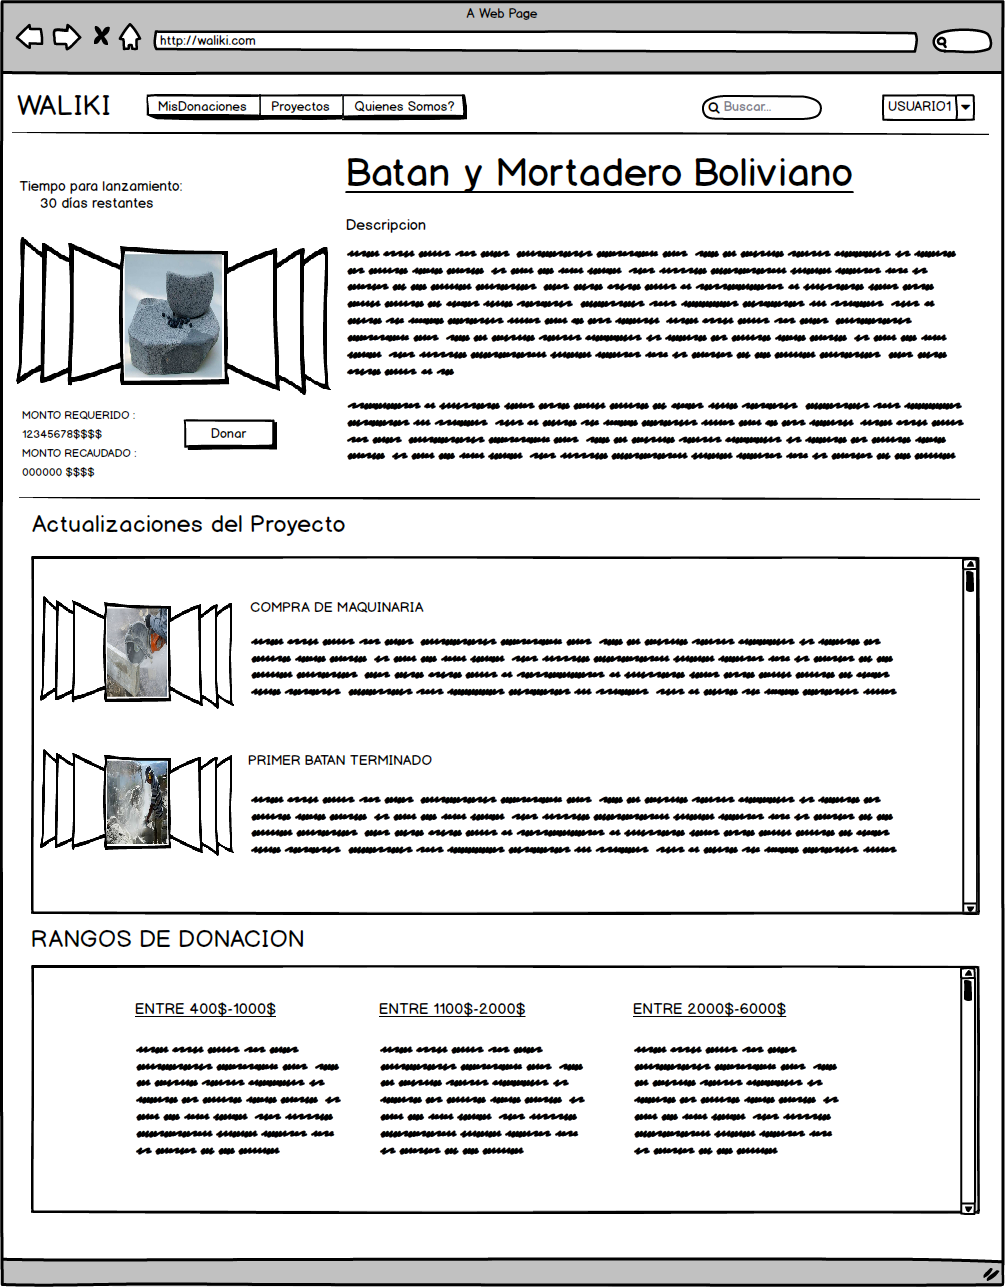 A Web Page
http://waliki.com
WALIKI
MisDonaciones
Proyectos
Quienes Somos?
Buscar...
USUARIO1
Tiempo para lanzamiento:
30 días restantes
Batan y Mortadero Boliviano
Descripcion
MONTO REQUERIDO :
12345678$$$$
MONTO RECAUDADO :
000000 $$$$
Donar
Actualizaciones del Proyecto
COMPRA DE MAQUINARIA
PRIMER BATAN TERMINADO
RANGOS DE DONACION
ENTRE 400$-1000$
ENTRE 1100$-2000$
ENTRE 2000$-6000$